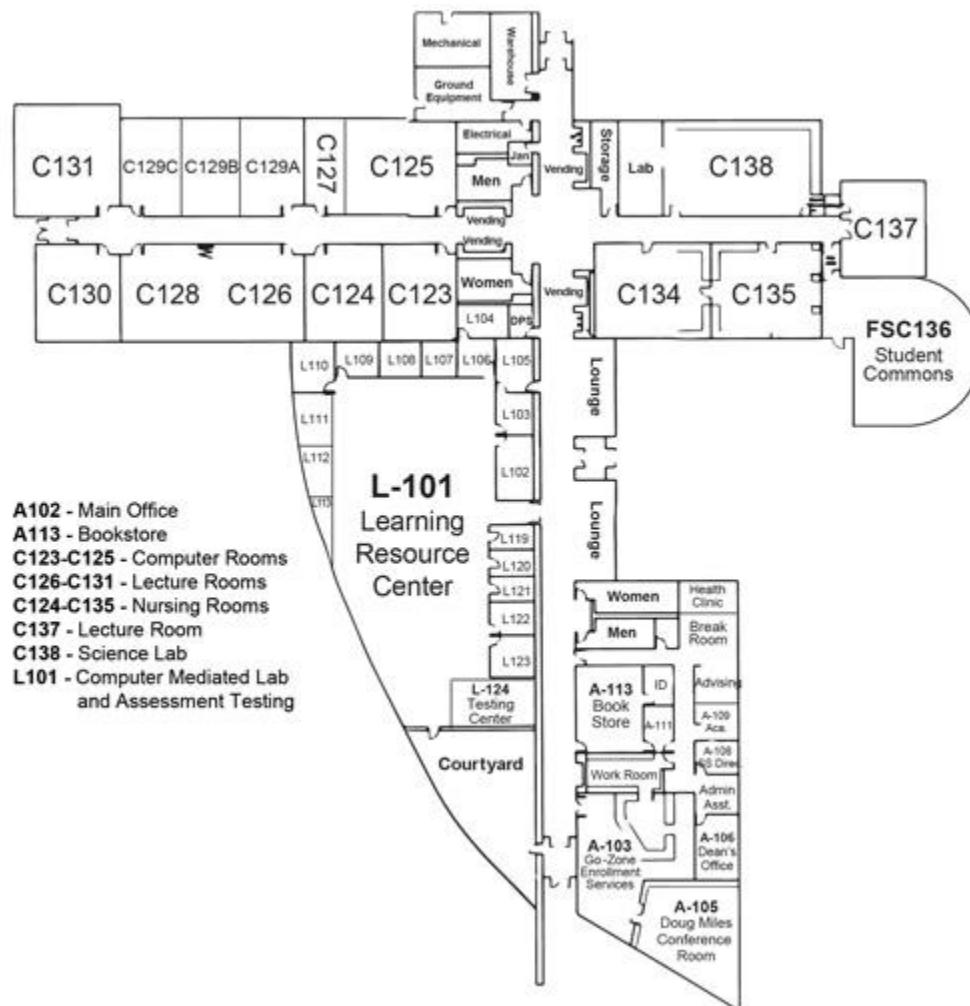 Mechanical
Warehouse
Ground
Equipment
Electrical
Jan
Men
Vending
Storage
Lab
C138
C131
C129C
C129B
C129A
C127
C125
C137
Vending
Vending
C130
C128
C126
C124
C123
Women
L104
DPS
Vending
C134
C135
FSC136
Student
Commons
L110
L109
L108
L107
L106
L105
Lounge
L111
L103
L112
L102
L113
L-101
Learning
Resource
Center
Lounge
A102 - Main Office
A113 - Bookstore
C123-C125 - Computer Rooms
C126-C131 - Lecture Rooms
C124-C135 - Nursing Rooms
C137 - Lecture Room
C138 - Science Lab
L101 - Computer Mediated Lab
and Assessment Testing
L119
L120
L121
L122
L123
L-124
Testing
Center
Courtyard
Women
Health
Clinic
Men
Break
Room
A-113
Book
Store
ID
A-111
Advising
A-109
Aca.
A-108
SS Direc.
Work Room
Admin
Asst.
A-103
Go-Zone
Enrollment
Services
A-106
Dean's
Office
A-105
Doug Miles
Conference
Room